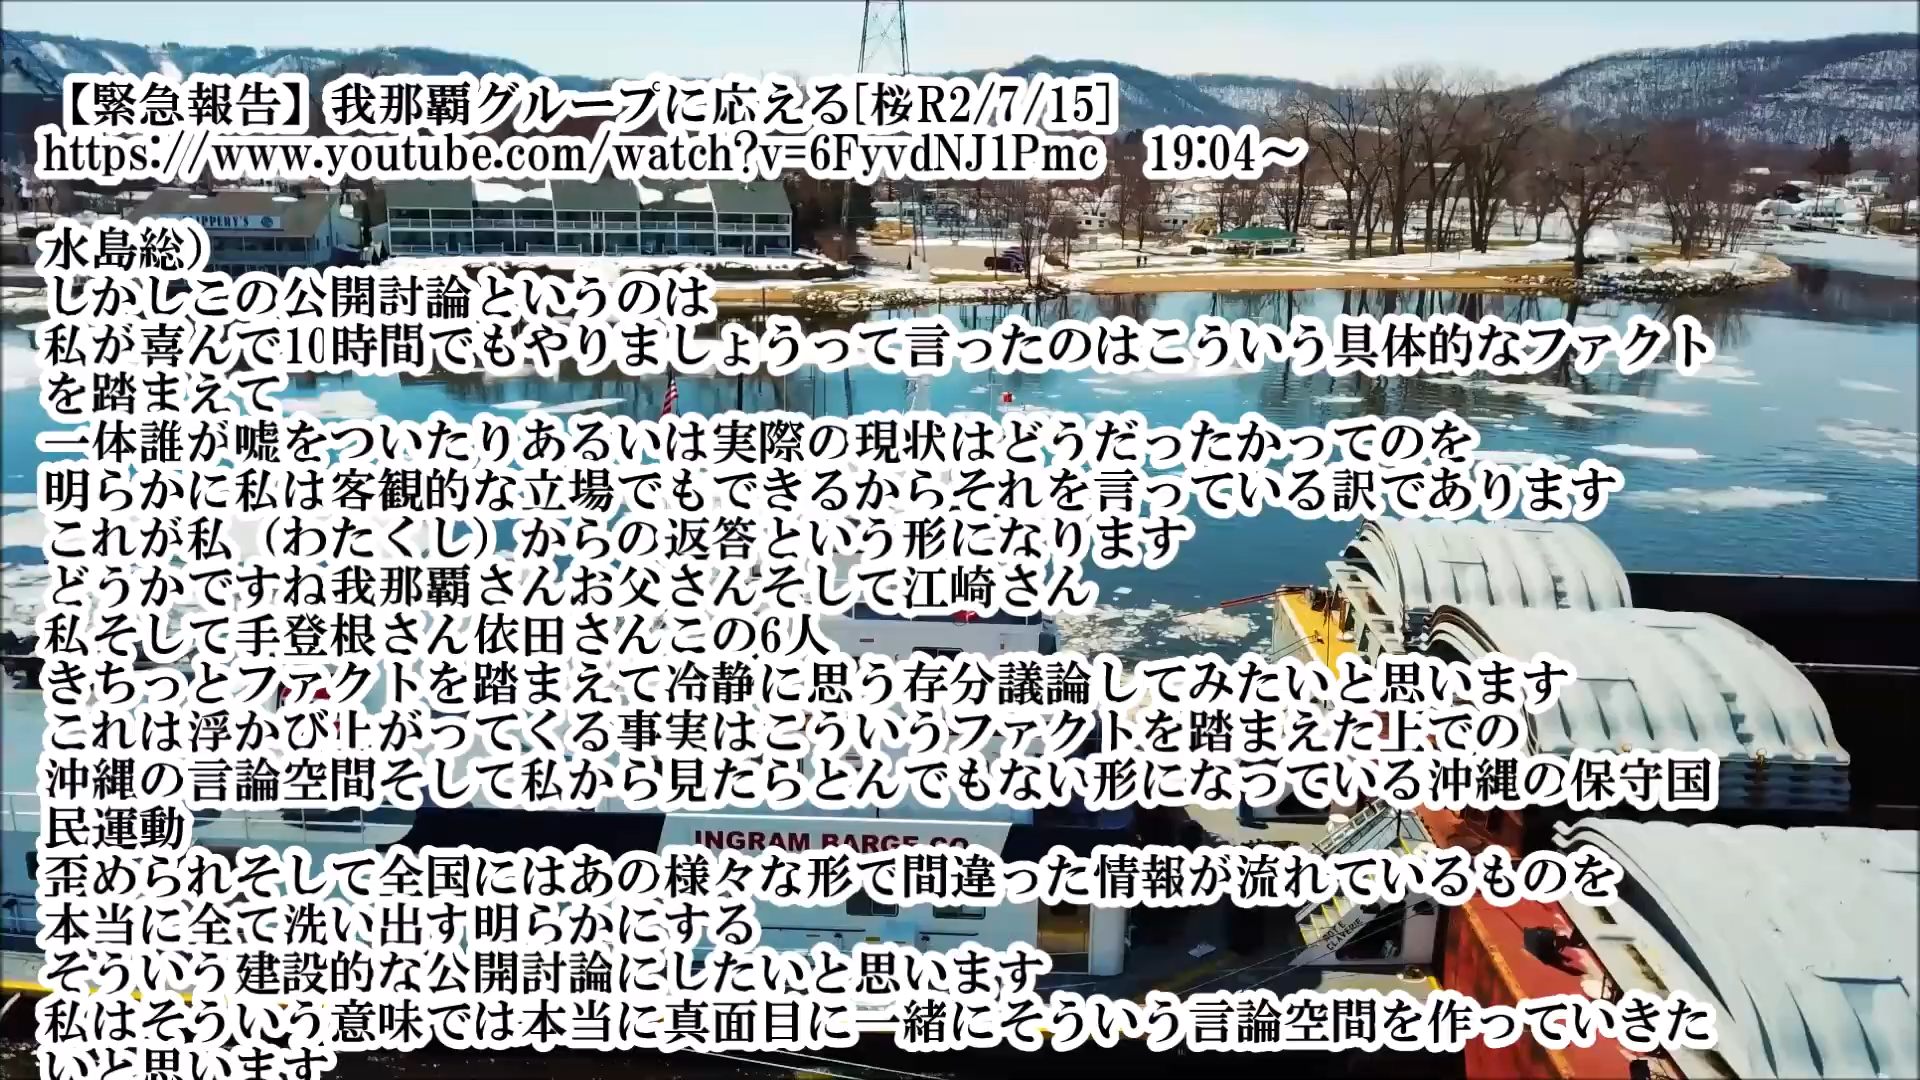 【緊急報告】我那覇グループに応える[桜R2/7/15]
https://www.youtube.com/watch?v=6FyvdNJ1Pmc　19:04～
水島総）
しかしこの公開討論というのは
私が喜んで10時間でもやりましょうって言ったのはこういう具体的なファクト
を踏まえて
一体誰が嘘をついたりあるいは実際の現状はどうだったかってのを
明らかに私は客観的な立場でもできるからそれを言っている訳であります
これが私（わたくし）からの返答という形になります
どうかですね我那覇さんお父さんそして江崎さん
私そして手登根さん依田さんこの6人
きちっとファクトを踏まえて冷静に思う存分議論してみたいと思います
これは浮かび上がってくる事実はこういうファクトを踏まえた上での
沖縄の言論空間そして私から見たらとんでもない形になっている沖縄の保守国
民運動
歪められそして全国にはあの様々な形で間違った情報が流れているものを
本当に全て洗い出す明らかにする
そういう建設的な公開討論にしたいと思います
私はそういう意味では本当に真面目に一緒にそういう言論空間を作っていきた
いと思います
INGRAM BARGE CO